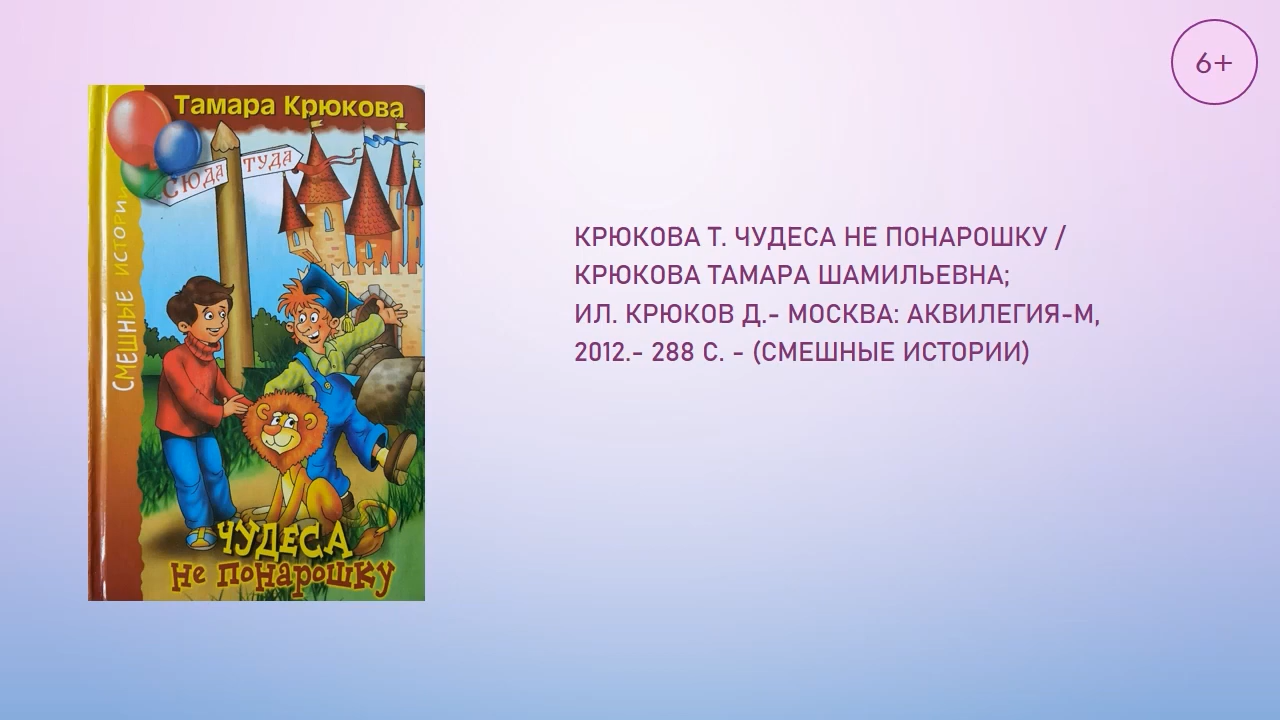 6+
Тамара Крюкова
СЮДА
ТУДА
Смешные истории
ЧУДЕСА
не понарошку
КРЮКОВА Т. ЧУДЕСА НЕ ПОНАРОШКУ /
КРЮКОВА ТАМАРА ШАМИЛЬЕВНА;
ИЛ. КРЮКОВ Д.- МОСКВА: АКВИЛЕГИЯ-М,
2012.- 288 С. - (СМЕШНЫЕ ИСТОРИИ)